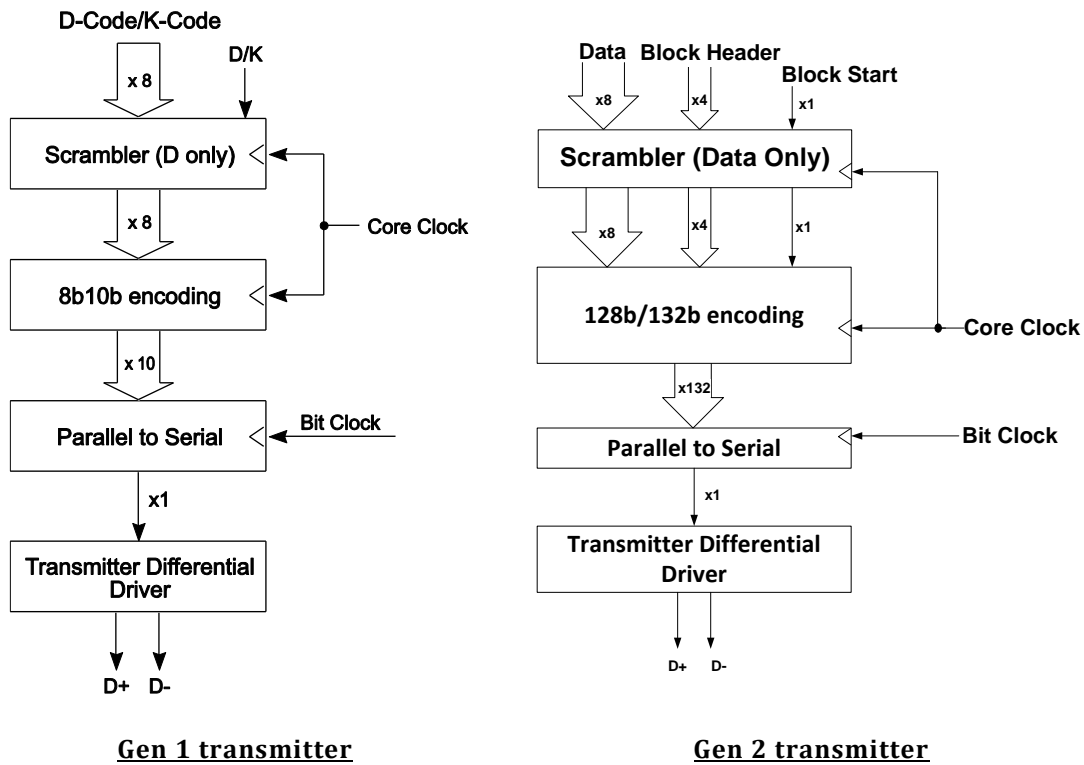 D-Code/K-Code
D/K
x 8
Scrambler (D only)
x 8
Core Clock
8b10b encoding
x 10
Bit Clock
Parallel to Serial
x1
Transmitter Differential
Driver
D+ D-
Gen 1 transmitter
Data
Block Header
Block Start
x8
x4
x1
Scrambler (Data Only)
x8
x4
x1
128b/132b encoding
Core Clock
x132
Bit Clock
Parallel to Serial
x1
Transmitter Differential
Driver
D+ D-
Gen 2 transmitter